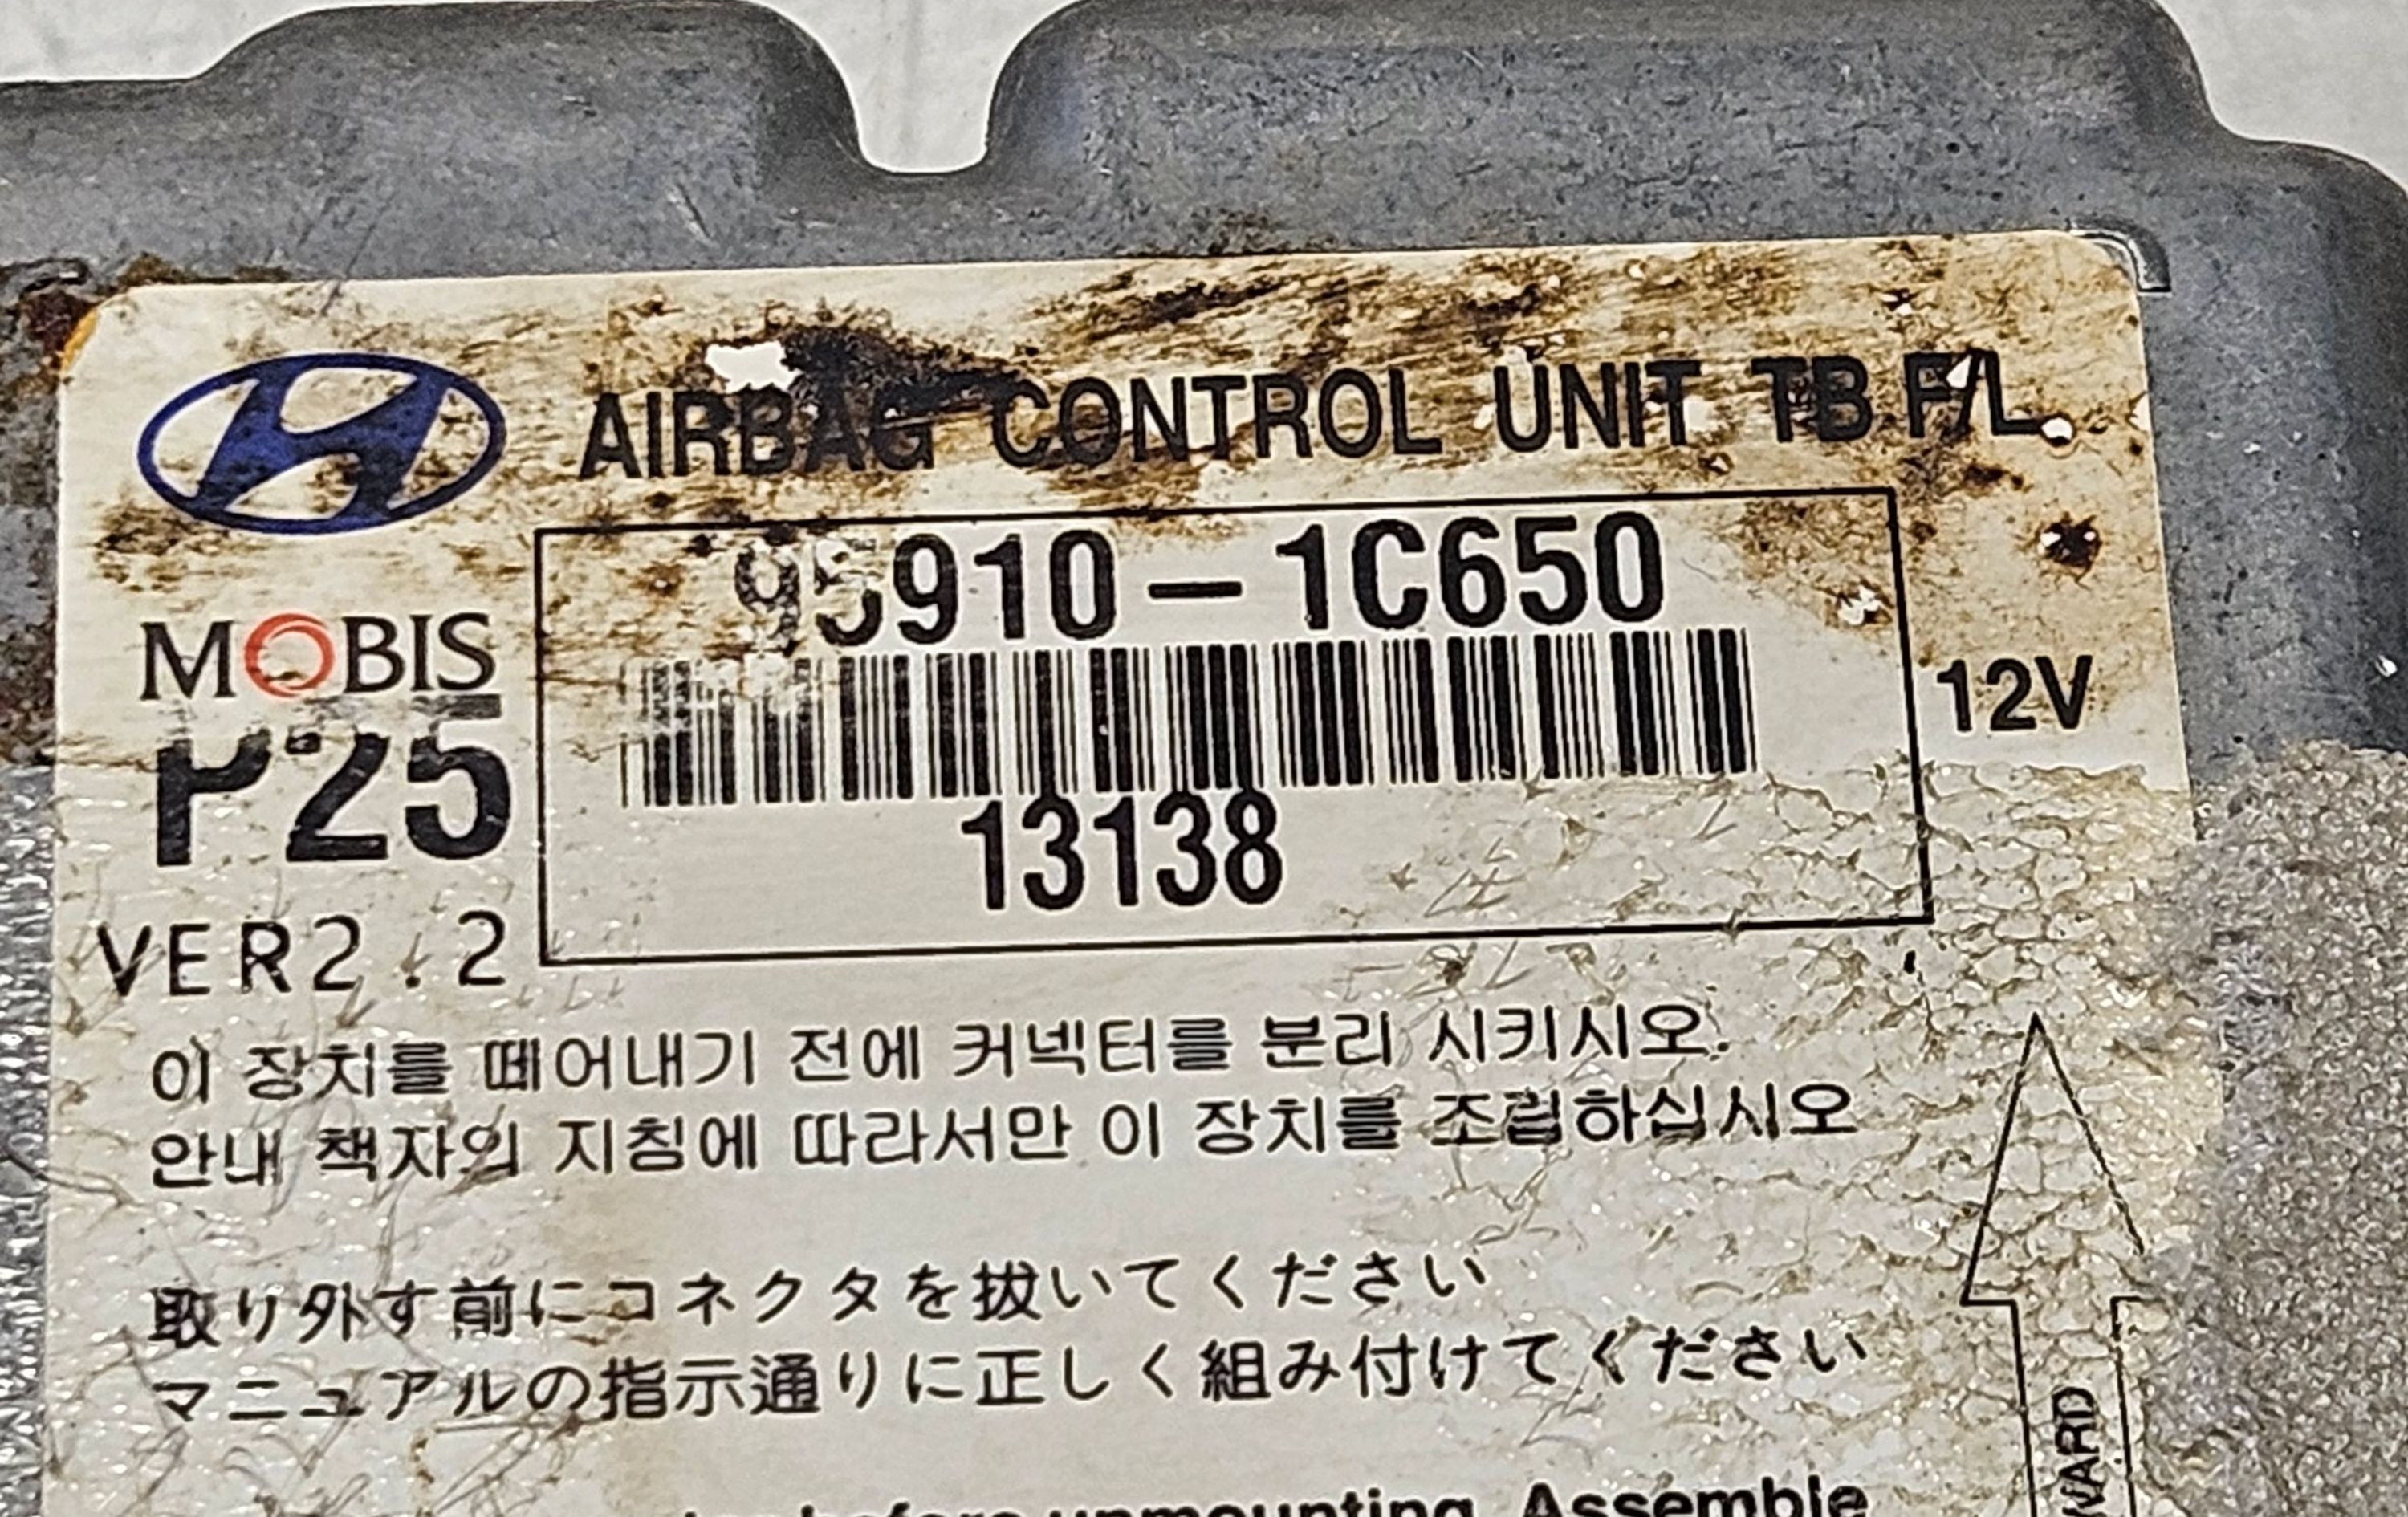 AIRBAG CONTROL UNIT TB F/L
95910-1C650
MOBIS
P25
12V
13138
VER2.2
이 장치를 떼어내기 전에 커넥터를 분리 시키시오.
안내 책자의 지침에 따라서만 이 장치를 조립하십시오
取り外す前にコネクタを抜いてください
マニュアルの指示通りに正しく組み付けてください
before unmounting. Assemble
WARD